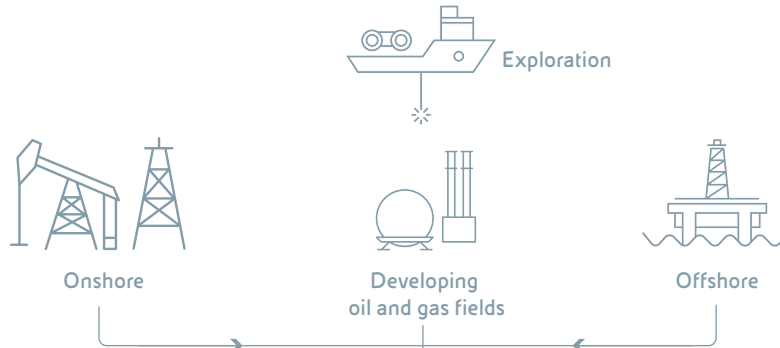 Exploration
Onshore
Developing
oil and gas fields
Offshore